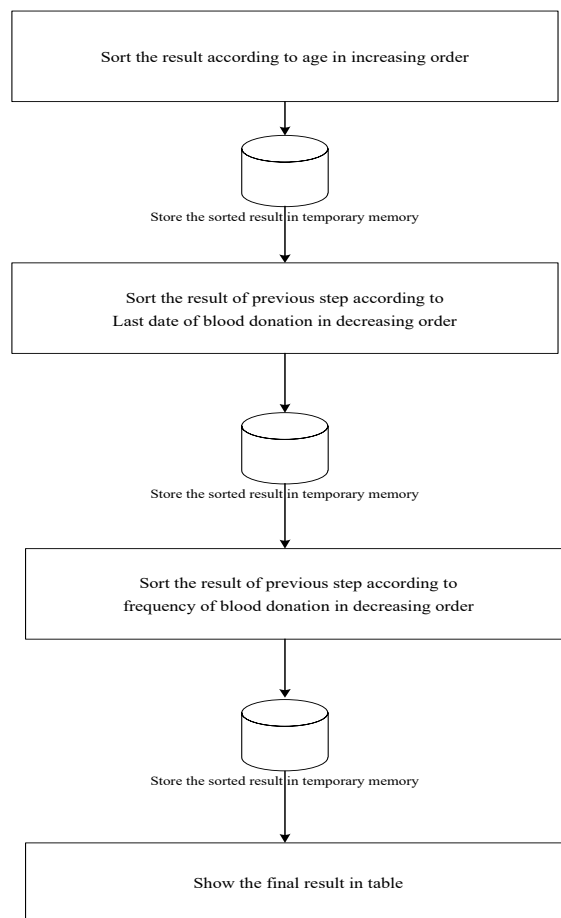 Sort the result according to age in increasing order
Store the sorted result in temporary memory
Sort the result of previous step according to
Last date of blood donation in decreasing order
Store the sorted result in temporary memory
Sort the result of previous step according to
frequency of blood donation in decreasing order
Store the sorted result in temporary memory
Show the final result in table